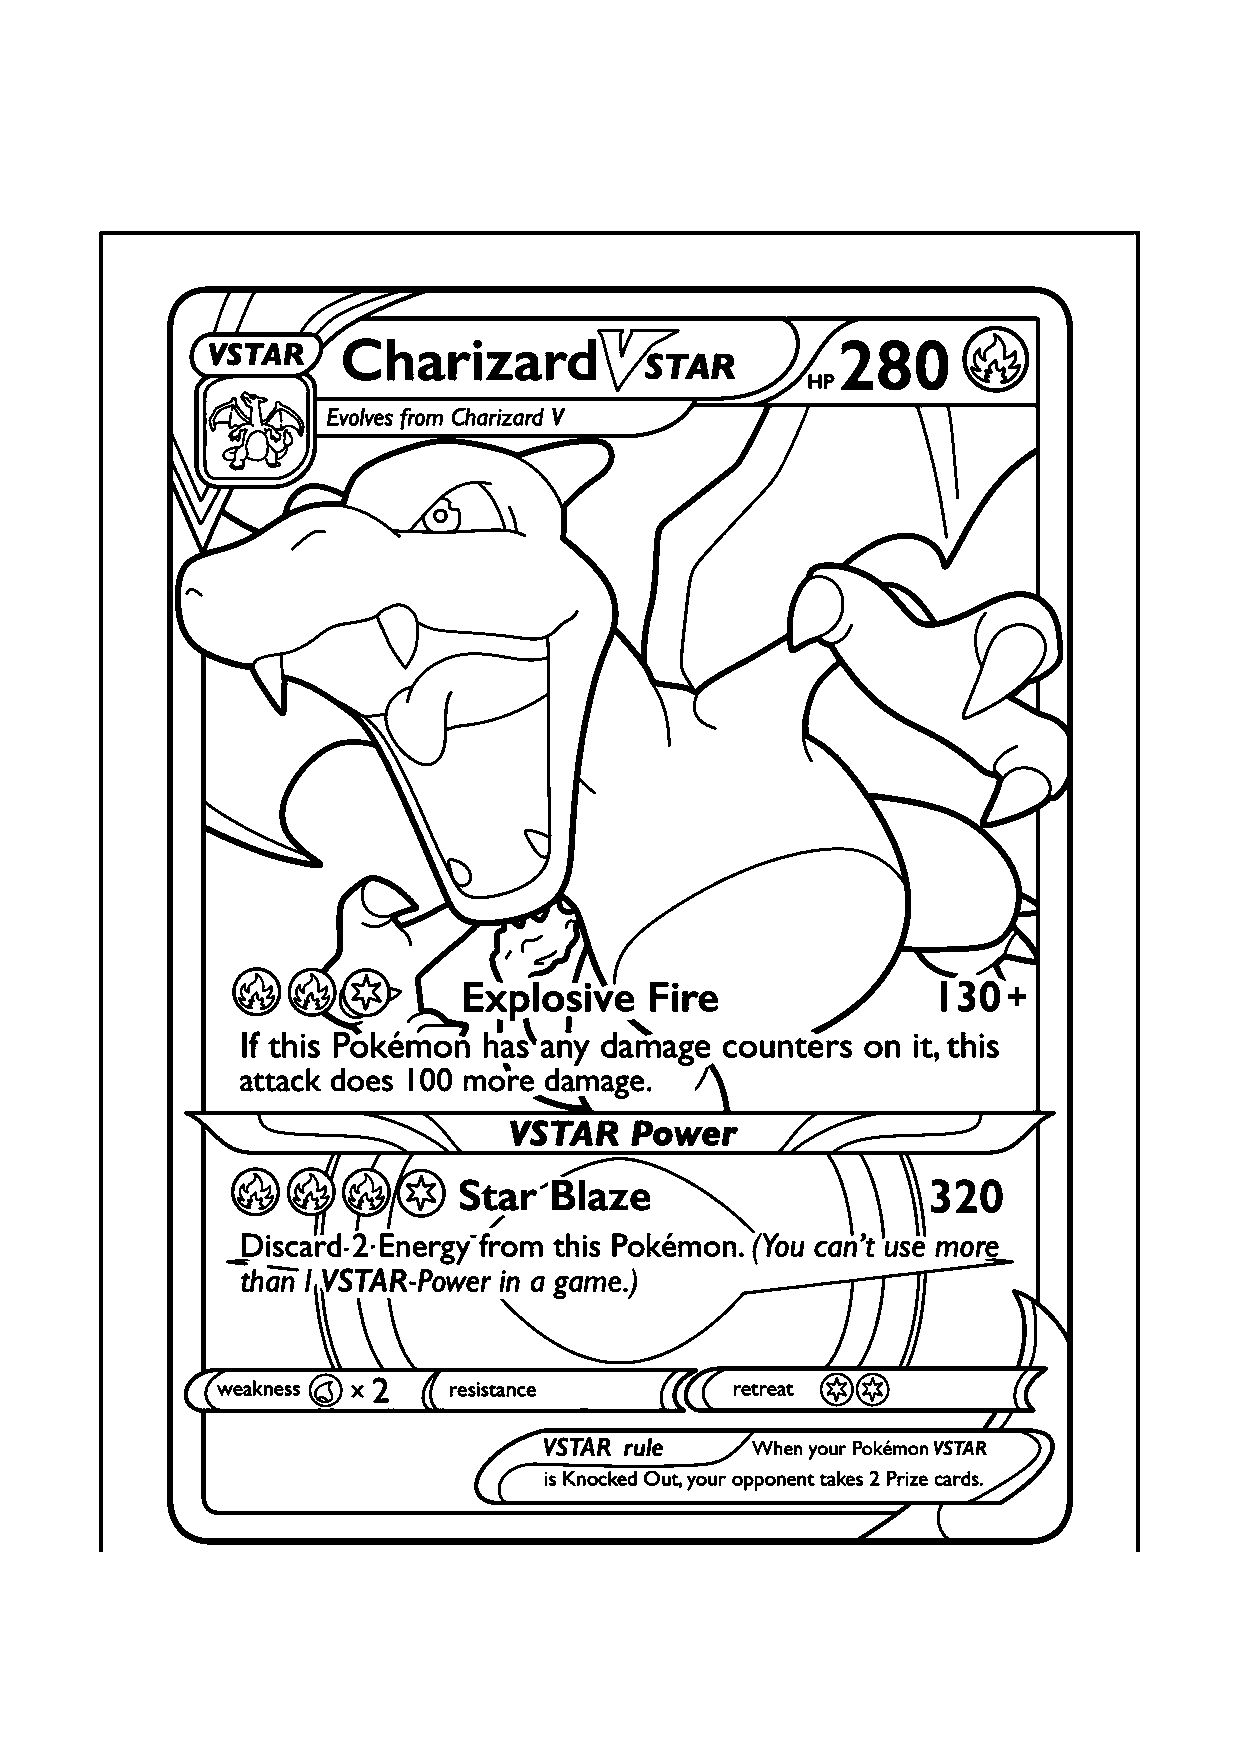 VSTAR Charizard VSTAR HP 280
Evolves from Charizard V
Explosive Fire 130+
If this Pokémon has any damage counters on it, this
attack does 100 more damage.
VSTAR Power
Star Blaze 320
Discard 2 Energy from this Pokémon. (You can't use more
than 1 VSTAR Power in a game.)
weakness × 2 resistance retreat
VSTAR rule When your Pokémon VSTAR
is Knocked Out, your opponent takes 2 Prize cards.